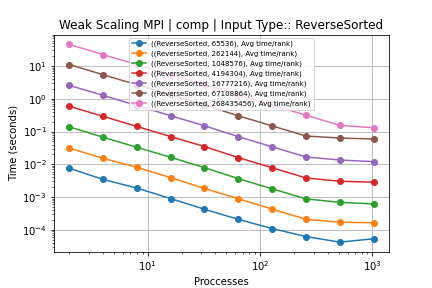 Weak Scaling MPI | comp | Input Type:: ReverseSorted
((ReverseSorted, 65536), Avg time/rank)
((ReverseSorted, 262144), Avg time/rank)
((ReverseSorted, 1048576), Avg time/rank)
((ReverseSorted, 4194304), Avg time/rank)
((ReverseSorted, 16777216), Avg time/rank)
((ReverseSorted, 67108864), Avg time/rank)
((ReverseSorted, 268435456), Avg time/rank)
Time (seconds)
10¹
10⁰
10⁻¹
10⁻²
10⁻³
10⁻⁴
10¹ 10² 10³
Proccesses